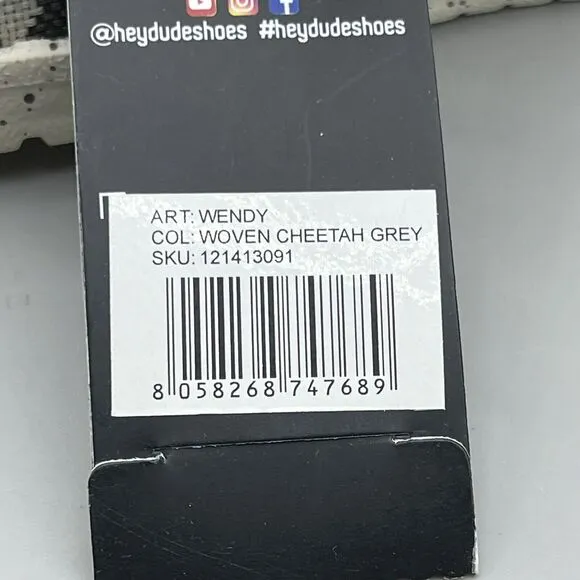 @heydudeshoes #heydudeshoes
ART: WENDY
COL: WOVEN CHEETAH GREY
SKU: 121413091
8 058268 747689